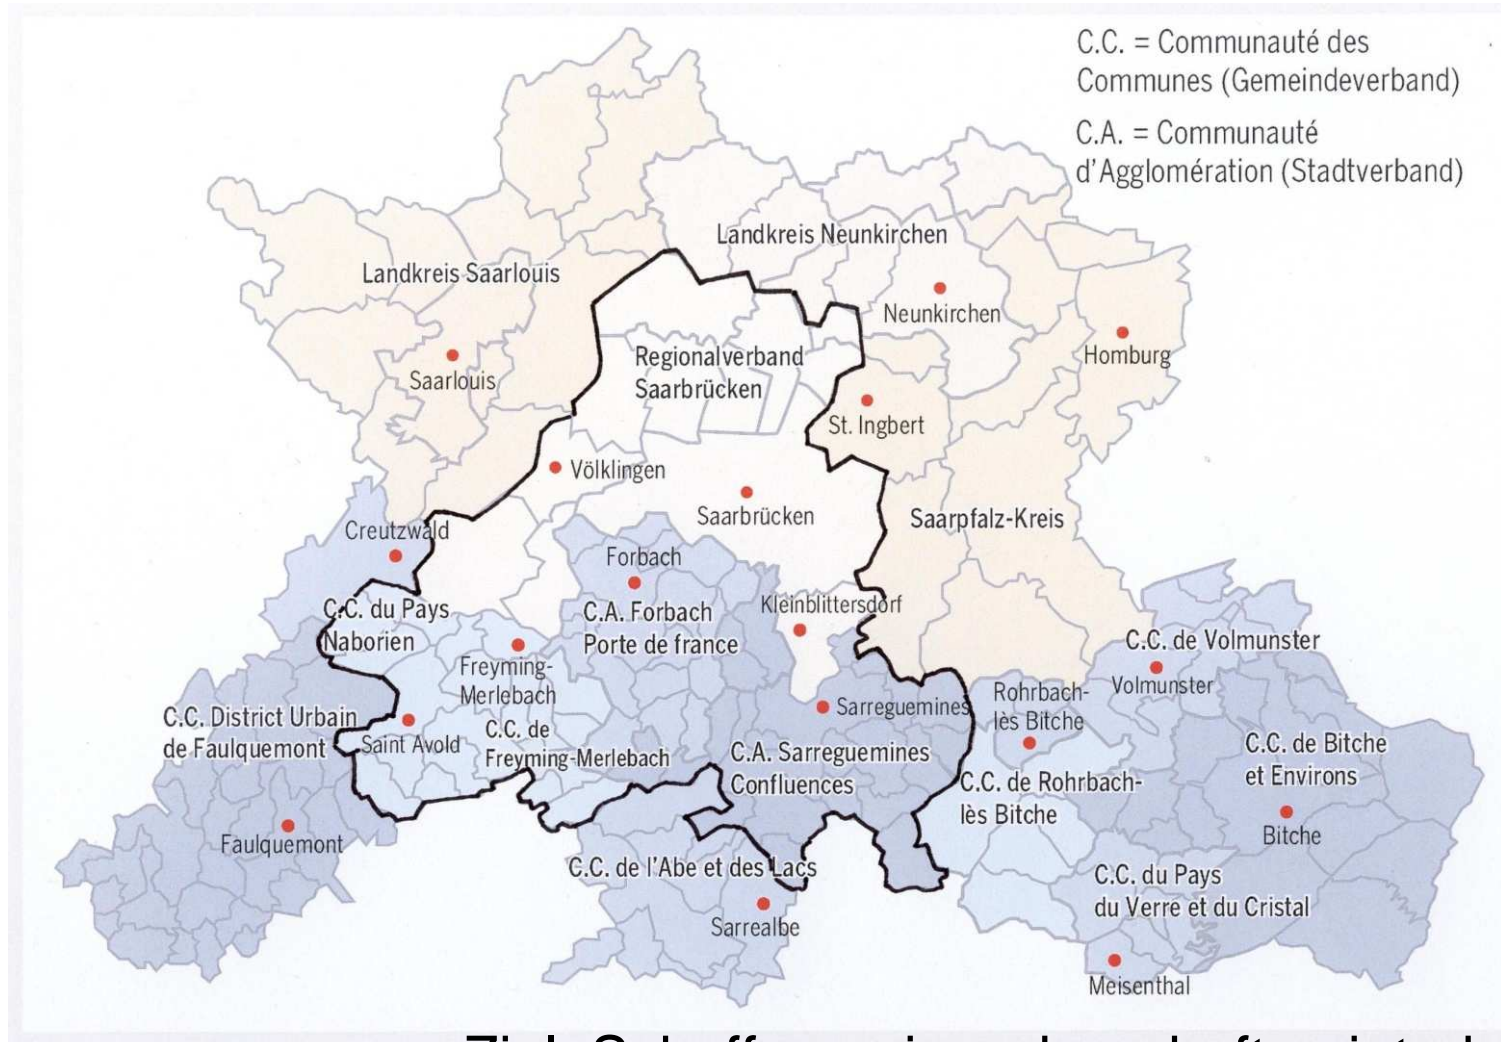 C.C. = Communauté des
Communes (Gemeindeverband)
C.A. = Communauté
d'Agglomération (Stadtverband)
Landkreis Neunkirchen
Landkreis Saarlouis
Neunkirchen
Homburg
Saarlouis
Regionalverband
Saarbrücken
St. Ingbert
Völklingen
Saarbrücken
Saarpfalz-Kreis
Creutzwald
Forbach
C.C. du Pays
Naborien
C.A. Forbach
Porte de france
Kleinblittersdorf
C.C. de Volmunster
Volmunster
Freyming-
Merlebach
Rohrbach-
lès Bitche
Sarreguemines
C.C. District Urbain
de Faulquemont
Saint Avold
C.C. de
Freyming-Merlebach
C.A. Sarreguemines
Confluences
C.C. de Rohrbach-
lès Bitche
C.C. de Bitche
et Environs
Bitche
Faulquemont
C.C. de l'Abe et des Lacs
Sarrealbe
C.C. du Pays
du Verre et du Cristal
Meisenthal